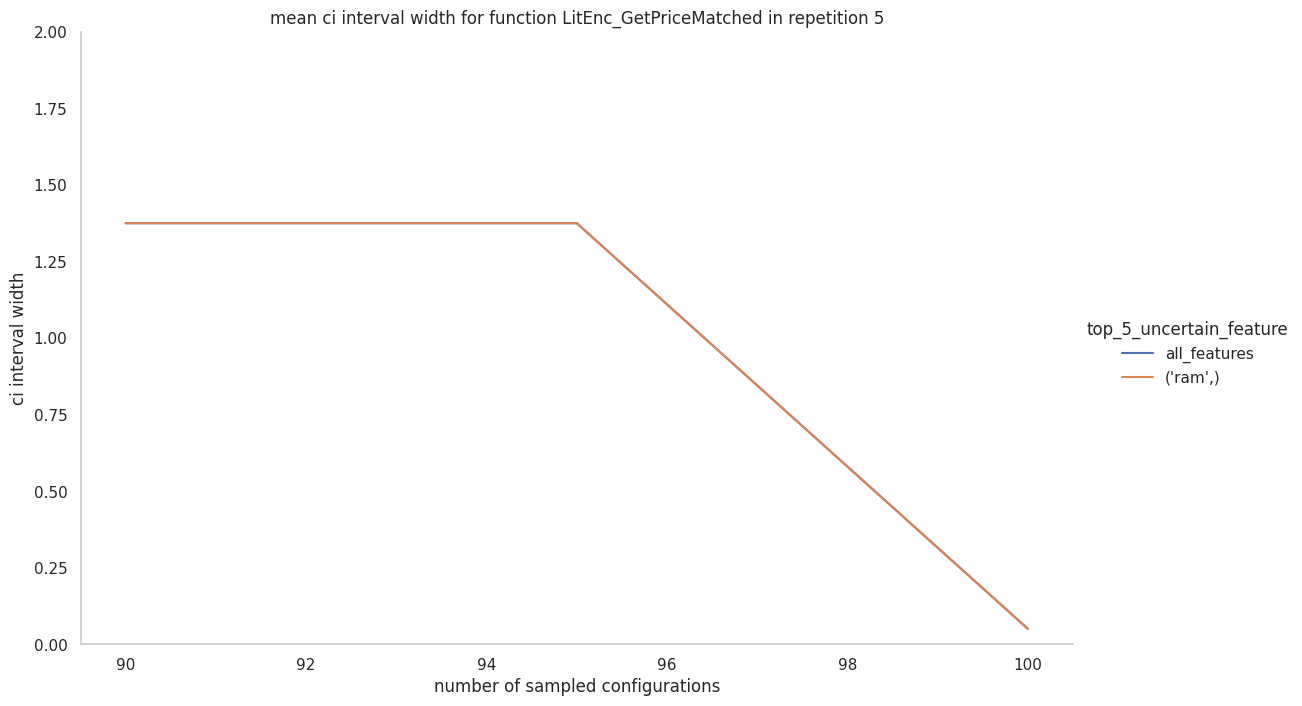 mean ci interval width for function LitEnc_GetPriceMatched in repetition 5
2.00
1.75
1.50
1.25
1.00
0.75
0.50
0.25
0.00
ci interval width
90 92 94 96 98 100
number of sampled configurations
top_5_uncertain_feature
all_features
('ram',)